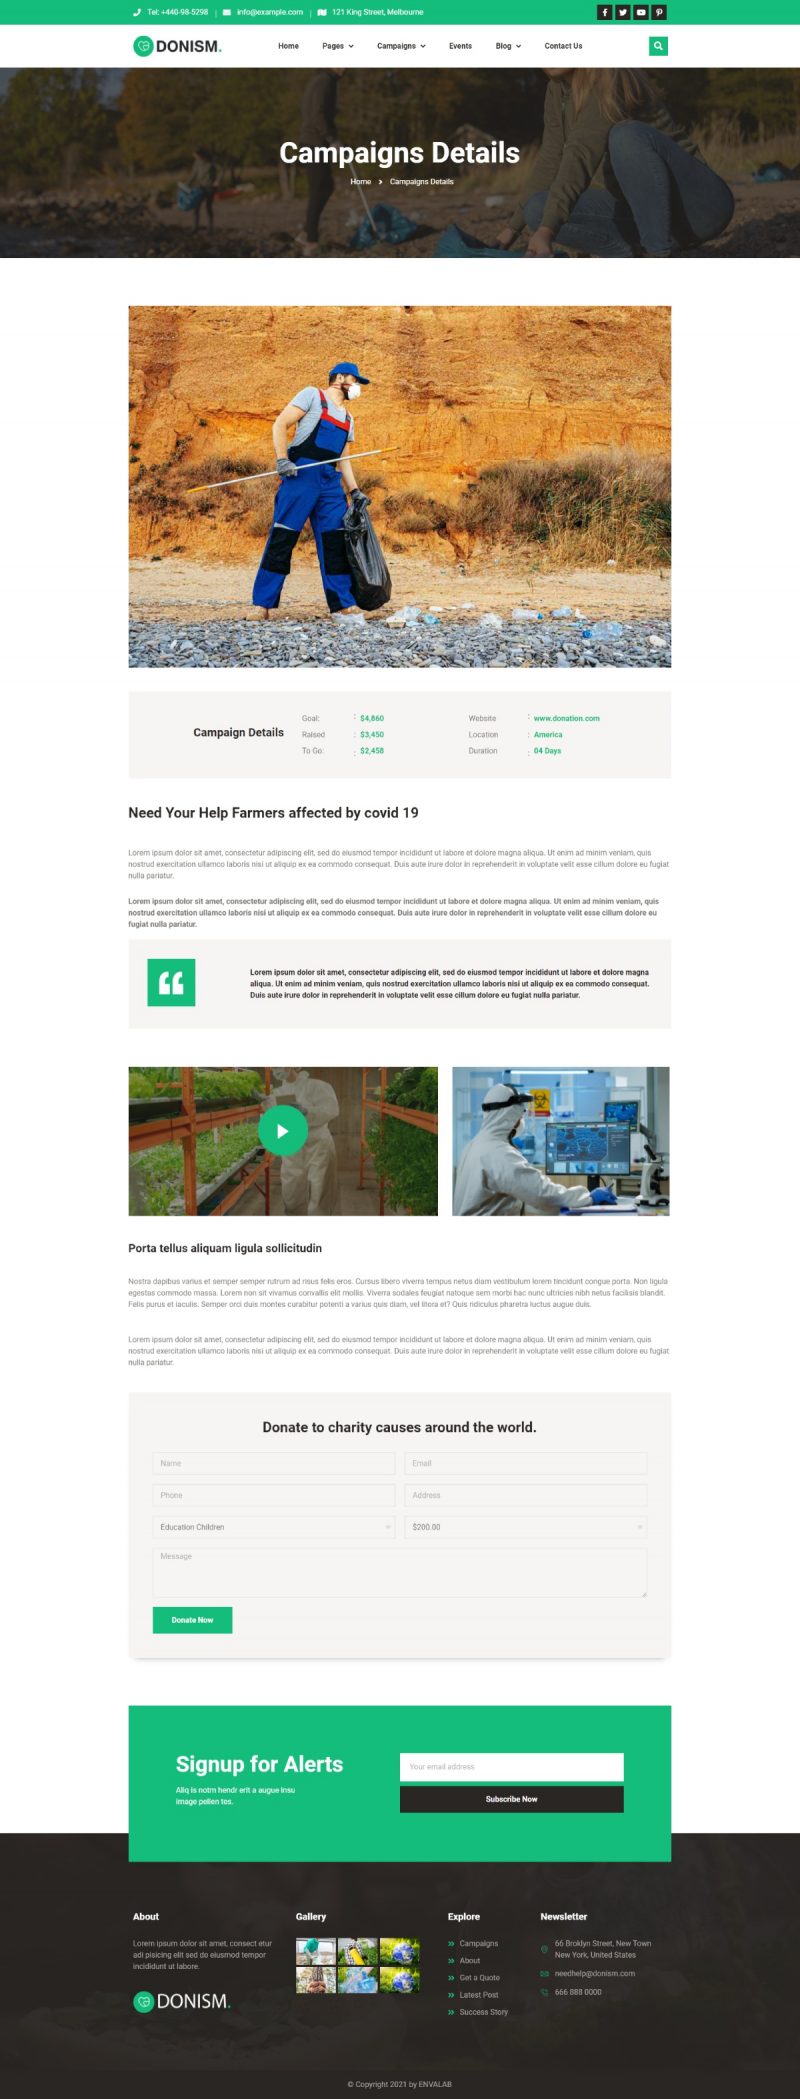 Tel: +440-98-5298 | info@example.com | 121 King Street, Melbourne
DONISM.
Home Pages Campaigns Events Blog Contact Us
Campaigns Details
Home > Campaigns Details
Campaign Details
Goal: : $4,860
Raised : $3,450
To Go: : $2,458
Website : www.donation.com
Location : America
Duration : 04 Days
Need Your Help Farmers affected by covid 19
Lorem ipsum dolor sit amet, consectetur adipiscing elit, sed do eiusmod tempor incididunt ut labore et dolore magna aliqua. Ut enim ad minim veniam, quis
nostrud exercitation ullamco laboris nisi ut aliquip ex ea commodo consequat. Duis aute irure dolor in reprehenderit in voluptate velit esse cillum dolore eu fugiat
nulla pariatur.
Lorem ipsum dolor sit amet, consectetur adipiscing elit, sed do eiusmod tempor incididunt ut labore et dolore magna aliqua. Ut enim ad minim veniam, quis
nostrud exercitation ullamco laboris nisi ut aliquip ex ea commodo consequat. Duis aute irure dolor in reprehenderit in voluptate velit esse cillum dolore eu
fugiat nulla pariatur.
Lorem ipsum dolor sit amet, consectetur adipiscing elit, sed do eiusmod tempor incididunt ut labore et dolore magna
aliqua. Ut enim ad minim veniam, quis nostrud exercitation ullamco laboris nisi ut aliquip ex ea commodo consequat.
Duis aute irure dolor in reprehenderit in voluptate velit esse cillum dolore eu fugiat nulla pariatur.
Porta tellus aliquam ligula sollicitudin
Nostra dapibus varius et semper semper rutrum ad risus felis eros. Cursus libero viverra tempus netus diam vestibulum lorem tincidunt congue porta. Non ligula
egestas commodo massa. Lorem non sit vivamus convallis elit mollis. Viverra sodales feugiat natoque sem morbi hac nunc ultricies nibh netus facilisis blandit.
Felis purus et iaculis. Semper orci duis montes curabitur potenti a varius quis diam, vel litora et? Quis ridiculus pharetra luctus augue duis.
Lorem ipsum dolor sit amet, consectetur adipiscing elit, sed do eiusmod tempor incididunt ut labore et dolore magna aliqua. Ut enim ad minim veniam, quis
nostrud exercitation ullamco laboris nisi ut aliquip ex ea commodo consequat. Duis aute irure dolor in reprehenderit in voluptate velit esse cillum dolore eu fugiat
nulla pariatur.
Donate to charity causes around the world.
Name Email
Phone Address
Education Children $200.00
Message
Donate Now
Signup for Alerts
Aliq is notm hendr erit a augue insu
image pellen tes.
Your email address
Subscribe Now
About
Lorem ipsum dolor sit amet, consect etur
adi pisicing elit sed do eiusmod tempor
incididunt ut labore.
DONISM.
Gallery
Explore
Campaigns
About
Get a Quote
Latest Post
Success Story
Newsletter
66 Broklyn Street, New Town
New York, United States
needhelp@donism.com
666 888 0000
© Copyright 2021 by ENVALAB